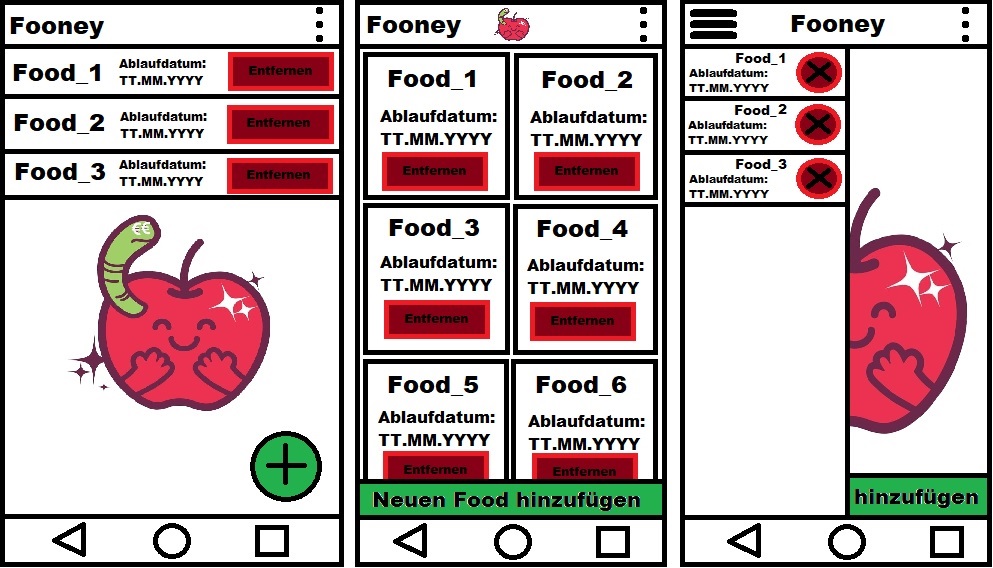 Fooney
Food_1
Ablaufdatum:
TT.MM.YYYY
Entfernen
Food_2
Ablaufdatum:
TT.MM.YYYY
Entfernen
Food_3
Ablaufdatum:
TT.MM.YYYY
Entfernen
Fooney
Food_1
Ablaufdatum:
TT.MM.YYYY
Entfernen
Food_2
Ablaufdatum:
TT.MM.YYYY
Entfernen
Food_3
Ablaufdatum:
TT.MM.YYYY
Entfernen
Food_4
Ablaufdatum:
TT.MM.YYYY
Entfernen
Food_5
Ablaufdatum:
TT.MM.YYYY
Entfernen
Food_6
Ablaufdatum:
TT.MM.YYYY
Entfernen
Neuen Food hinzufügen
Fooney
Food_1
Ablaufdatum:
TT.MM.YYYY
Food_2
Ablaufdatum:
TT.MM.YYYY
Food_3
Ablaufdatum:
TT.MM.YYYY
hinzufügen